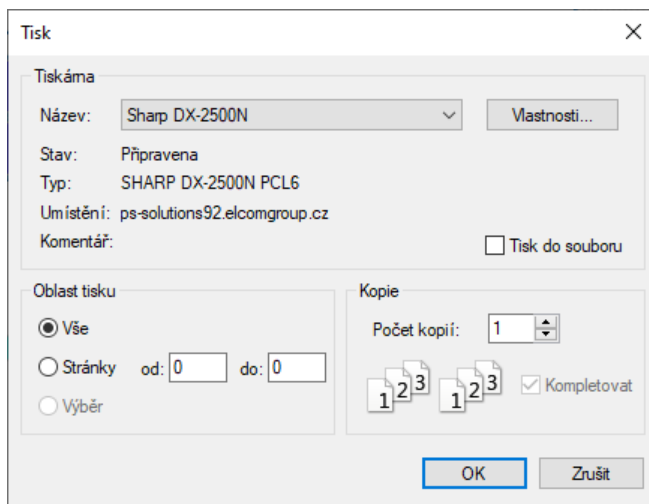 Tisk
Tiskárna
Název: Sharp DX-2500N Vlastnosti...
Stav: Připravena
Typ: SHARP DX-2500N PCL6
Umístění: ps-solutions92.elcomgroup.cz
Komentář: Tisk do souboru
Oblast tisku
Vše
Stránky od: 0 do: 0
Výběr
Kopie
Počet kopií: 1
1 2 3 1 2 3 Kompletovat
OK Zrušit